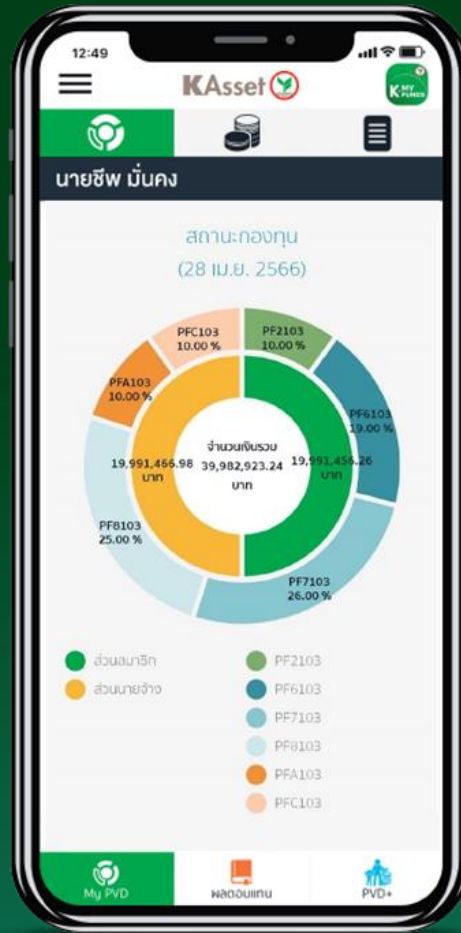 12:49
KAsset
K MY FUNDS
นายชีพ มั่นคง
สถานะกองทุน
(28 เม.ย. 2566)
PFC103
10.00 %
PF2103
10.00 %
PFA103
10.00 %
PF6103
19.00 %
จำนวนเงินรวม
39,982,923.24
บาท
19,991,466.98
บาท
19,991,456.26
บาท
PF8103
25.00 %
PF7103
26.00 %
ส่วนสมาชิก
ส่วนนายจ้าง
PF2103
PF6103
PF7103
PF8103
PFA103
PFC103
My PVD
ผลตอบแทน
PVD+